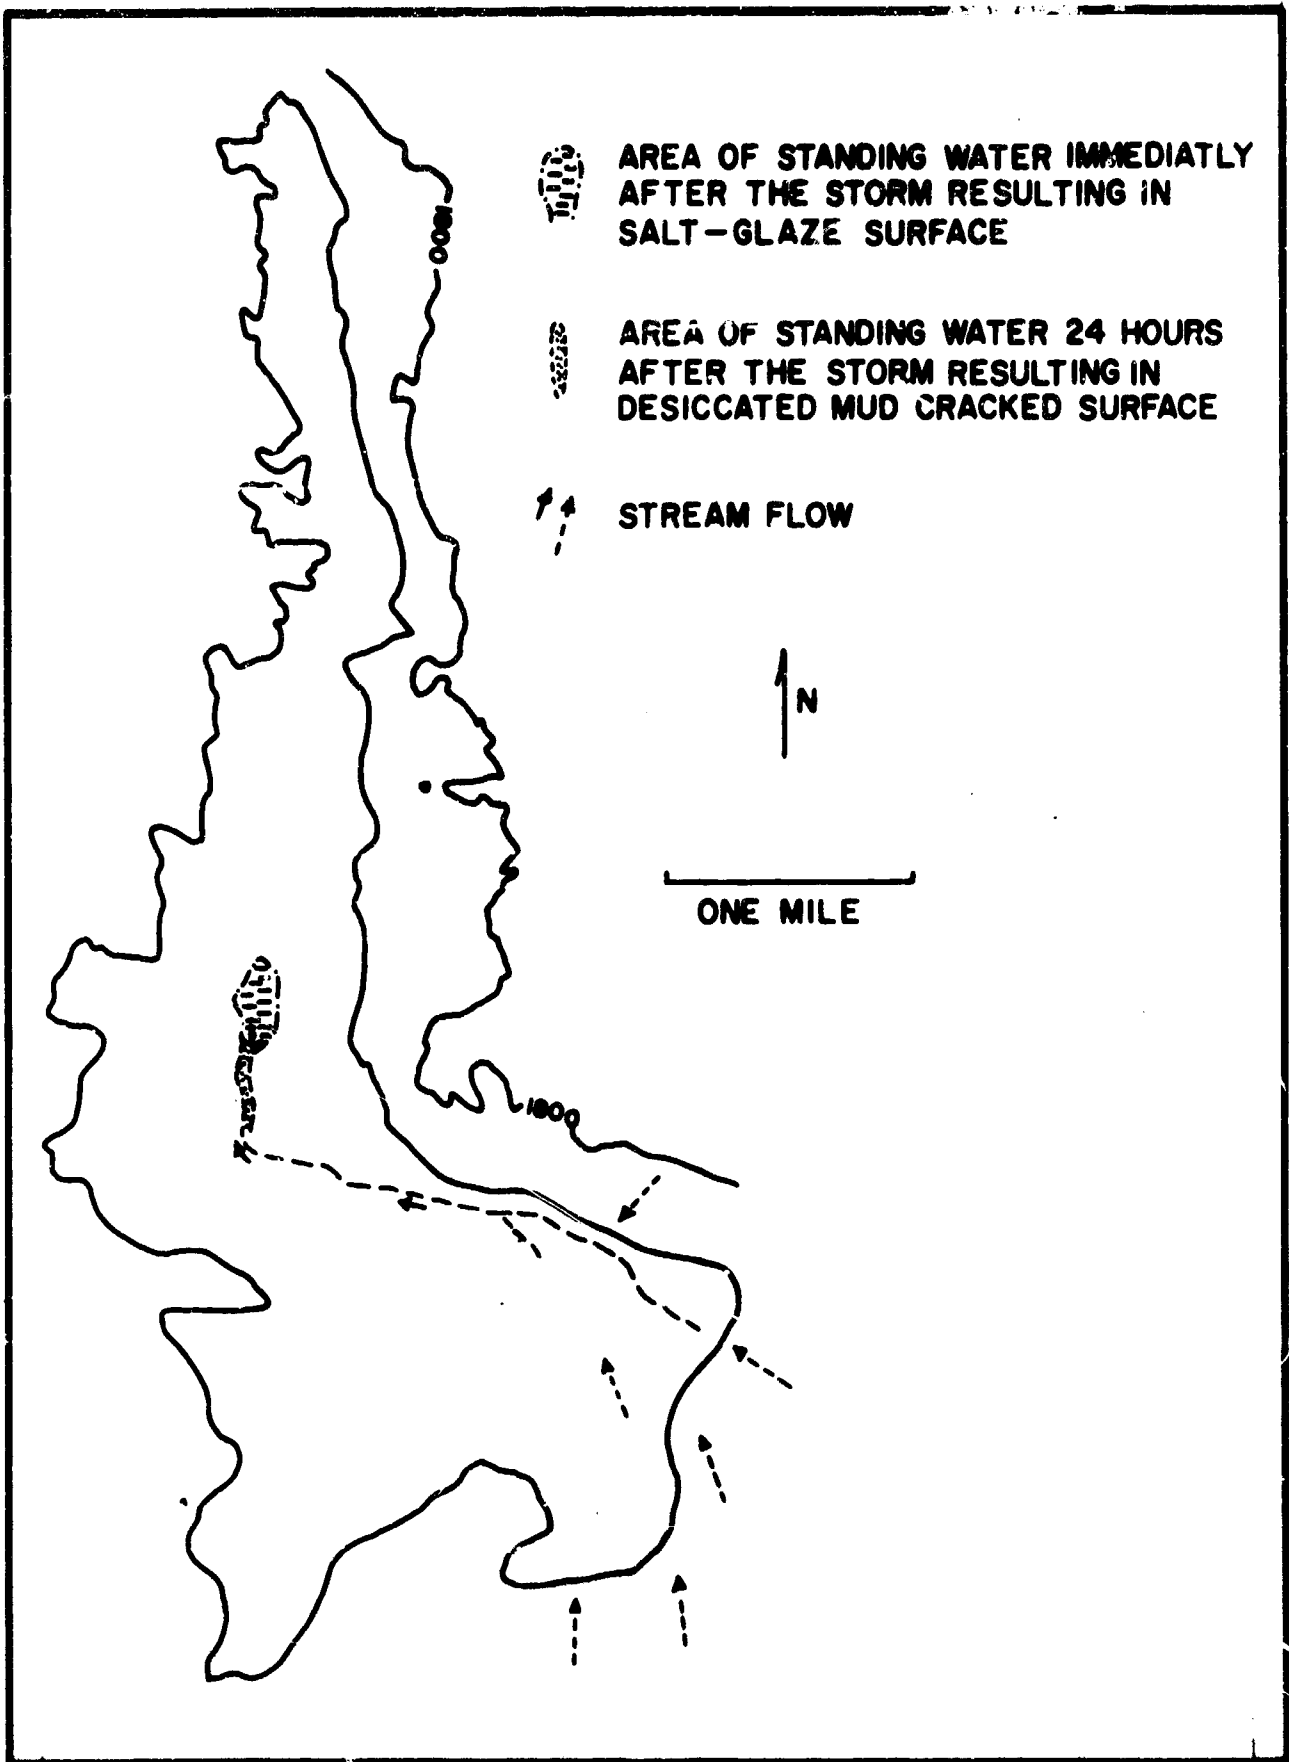 1800
AREA OF STANDING WATER IMMEDIATLY
AFTER THE STORM RESULTING IN
SALT-GLAZE SURFACE
AREA OF STANDING WATER 24 HOURS
AFTER THE STORM RESULTING IN
DESICCATED MUD CRACKED SURFACE
STREAM FLOW
N
ONE MILE
1800